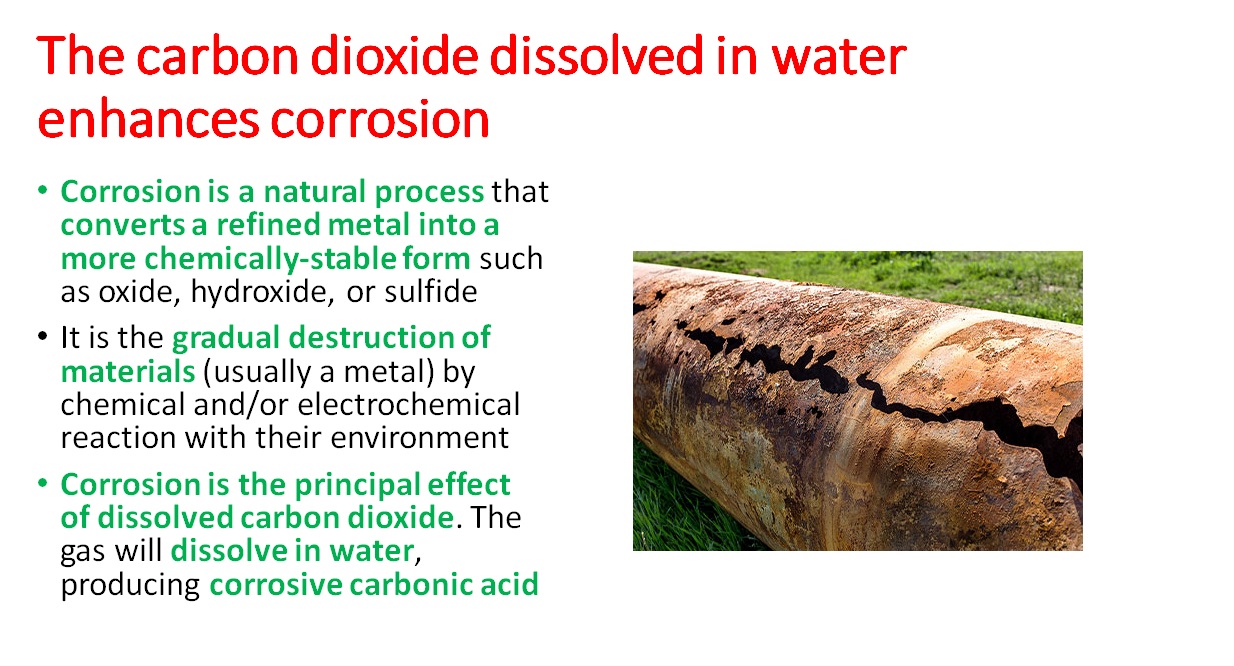 The carbon dioxide dissolved in water
enhances corrosion
• Corrosion is a natural process that
converts a refined metal into a
more chemically-stable form such
as oxide, hydroxide, or sulfide
• It is the gradual destruction of
materials (usually a metal) by
chemical and/or electrochemical
reaction with their environment
• Corrosion is the principal effect
of dissolved carbon dioxide. The
gas will dissolve in water,
producing corrosive carbonic acid